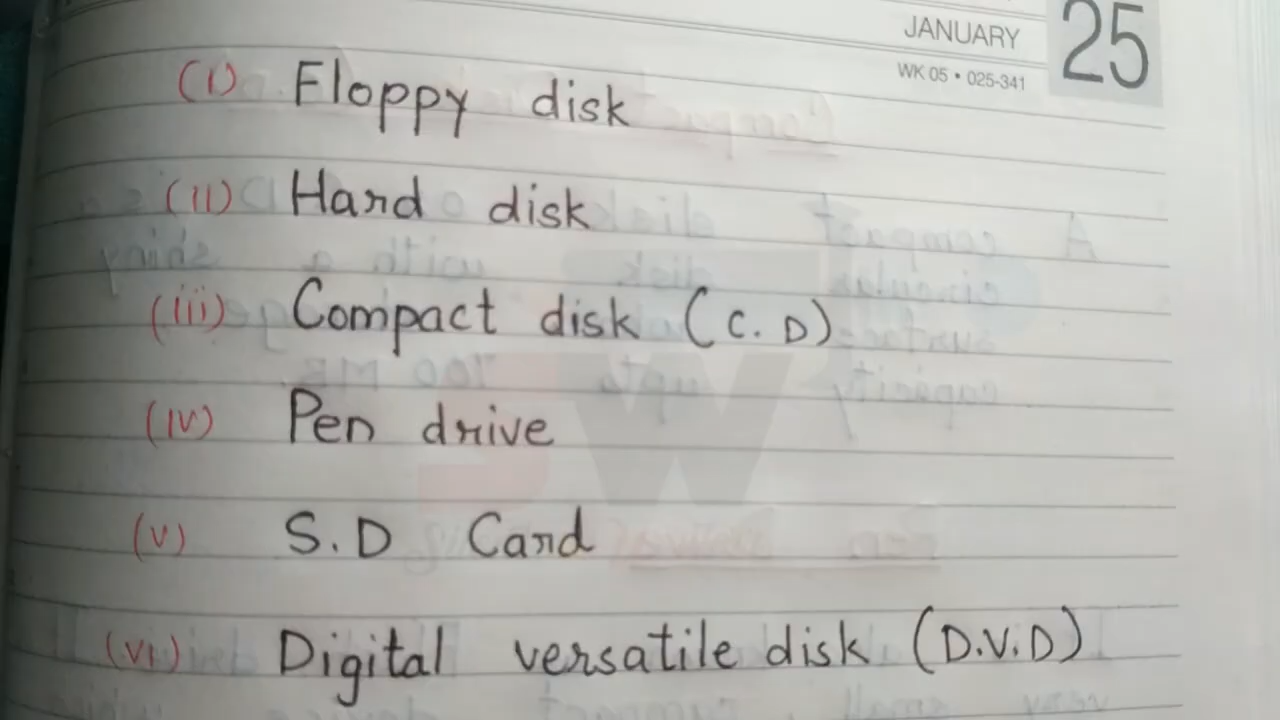 JANUARY 25
WK 05 • 025-341
(i) Floppy disk
(ii) Hard disk
(iii) Compact disk (C.D)
(iv) Pen drive
(v) S.D Card
(vi) Digital versatile disk (D.V.D)
SW